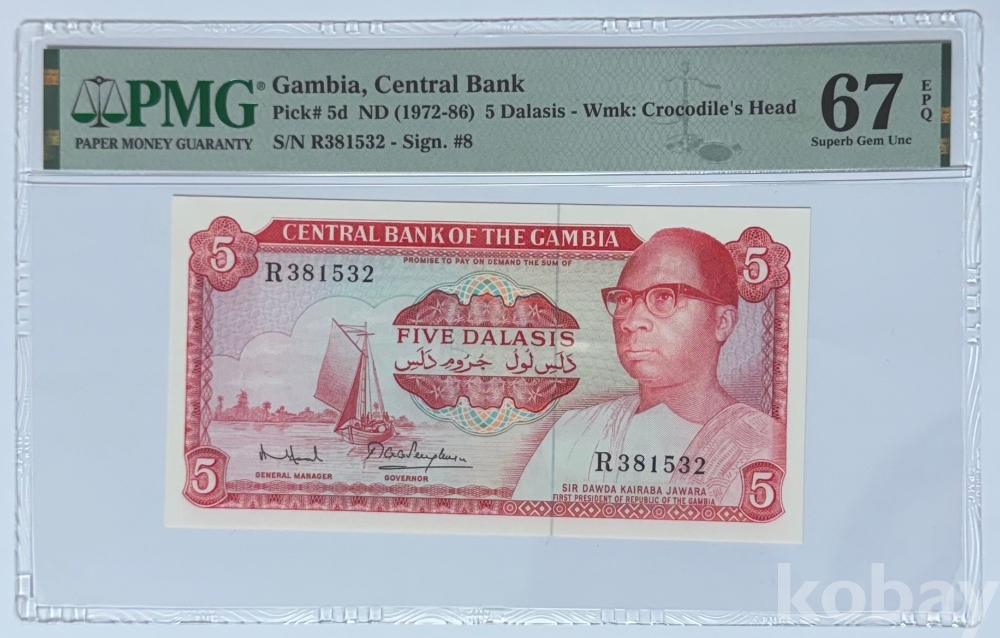 PMG®
PAPER MONEY GUARANTY
Gambia, Central Bank
Pick# 5d ND (1972-86) 5 Dalasis - Wmk: Crocodile's Head
S/N R381532 - Sign. #8
67
EPQ
Superb Gem Unc
5
CENTRAL BANK OF THE GAMBIA
5
PROMISE TO PAY ON DEMAND THE SUM OF
R381532
FIVE DALASIS
دَلَسِ لُولُ جُرُومِ دَلَسِ
GENERAL MANAGER
GOVERNOR
R381532
5
SIR DAWDA KAIRABA JAWARA
FIRST PRESIDENT OF REPUBLIC OF THE GAMBIA
5
kobay